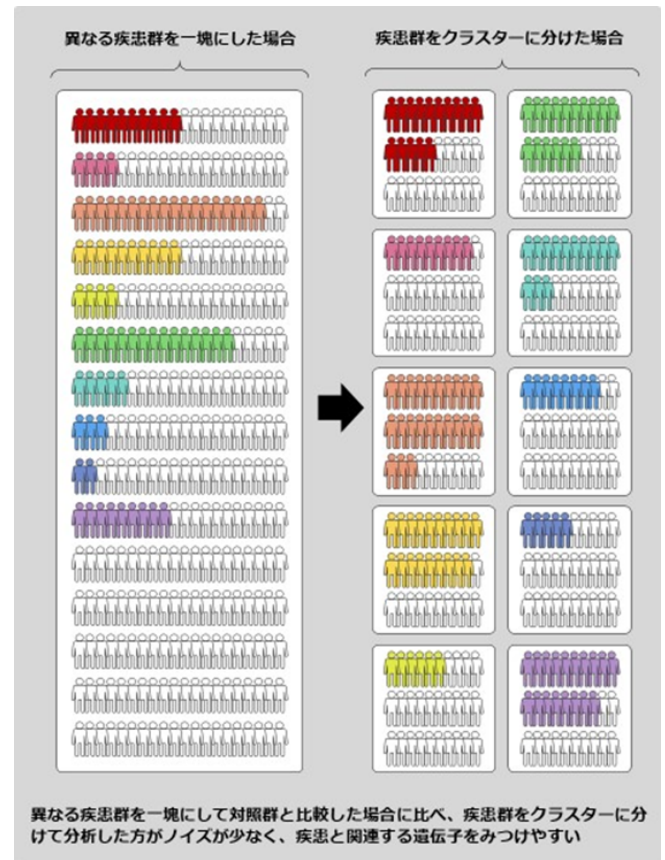 異なる疾患群を一塊にした場合
疾患群をクラスターに分けた場合
異なる疾患群を一塊にして対照群と比較した場合に比べ、疾患群をクラスターに分
けて分析した方がノイズが少なく、疾患と関連する遺伝子をみつけやすい